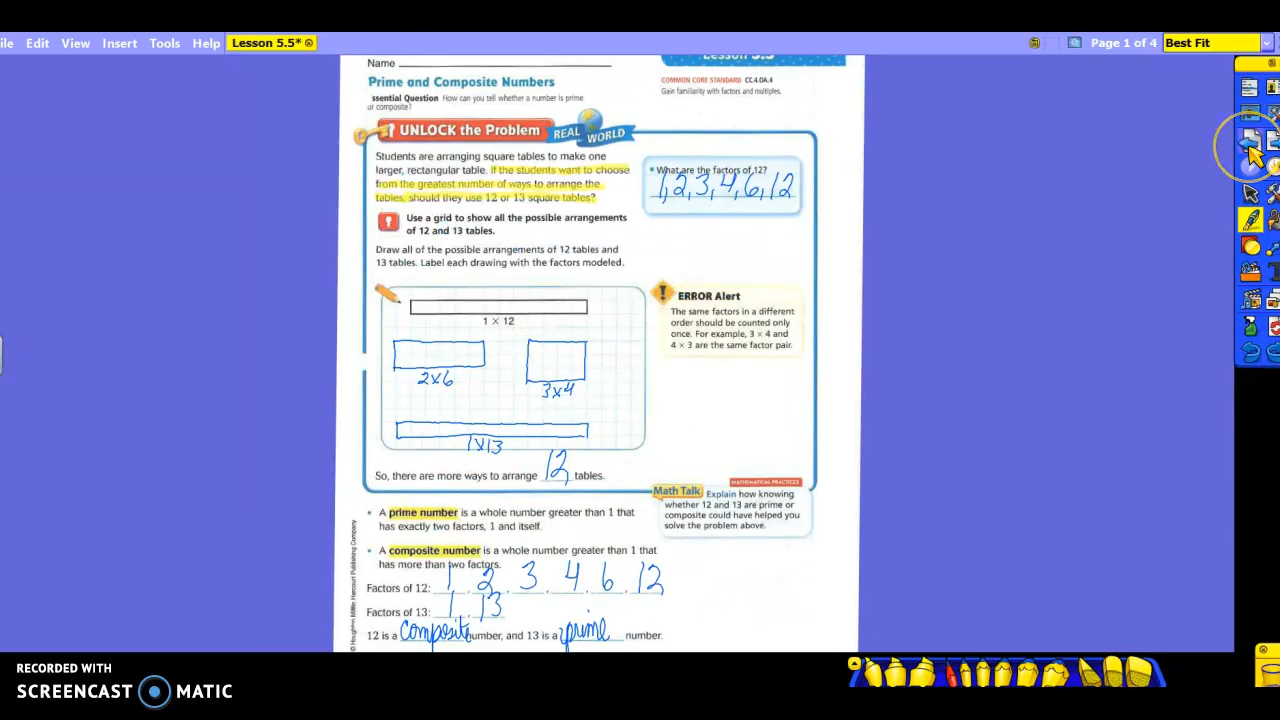 ile Edit View Insert Tools Help Lesson 5.5* Page 1 of 4 Best Fit
Name
Lesson 5.5
Prime and Composite Numbers
COMMON CORE STANDARD CC.4.OA.4
Gain familiarity with factors and multiples.
ssential Question How can you tell whether a number is prime
or composite?
UNLOCK the Problem REAL WORLD
Students are arranging square tables to make one
larger, rectangular table. If the students want to choose
from the greatest number of ways to arrange the
tables, should they use 12 or 13 square tables?
• What are the factors of 12?
1, 2, 3, 4, 6, 12
Use a grid to show all the possible arrangements
of 12 and 13 tables.
Draw all of the possible arrangements of 12 tables and
13 tables. Label each drawing with the factors modeled.
1 × 12
2x6
3x4
1x13
! ERROR Alert
The same factors in a different
order should be counted only
once. For example, 3 × 4 and
4 × 3 are the same factor pair.
So, there are more ways to arrange 12 tables.
MATHEMATICAL PRACTICES
Math Talk Explain how knowing
whether 12 and 13 are prime or
composite could have helped you
solve the problem above.
• A prime number is a whole number greater than 1 that
has exactly two factors, 1 and itself.
• A composite number is a whole number greater than 1 that
has more than two factors.
Factors of 12: 1, 2, 3, 4, 6, 12
Factors of 13: 1, 13
12 is a composite number, and 13 is a prime number.
© Houghton Mifflin Harcourt Publishing Company
RECORDED WITH
SCREENCAST MATIC